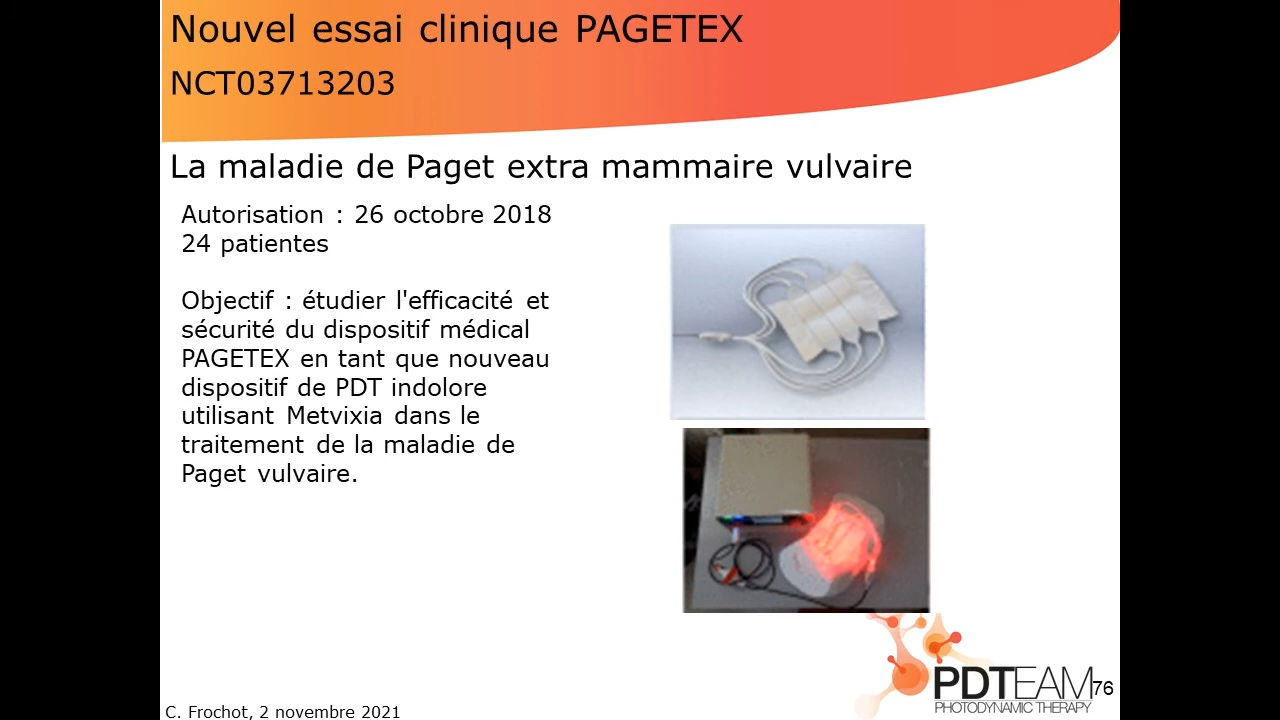 Nouvel essai clinique PAGETEX
NCT03713203
La maladie de Paget extra mammaire vulvaire
Autorisation : 26 octobre 2018
24 patientes
Objectif : étudier l'efficacité et
sécurité du dispositif médical
PAGETEX en tant que nouveau
dispositif de PDT indolore
utilisant Metvixia dans le
traitement de la maladie de
Paget vulvaire.
PDTEAM
PHOTODYNAMIC THERAPY
76
C. Frochot, 2 novembre 2021